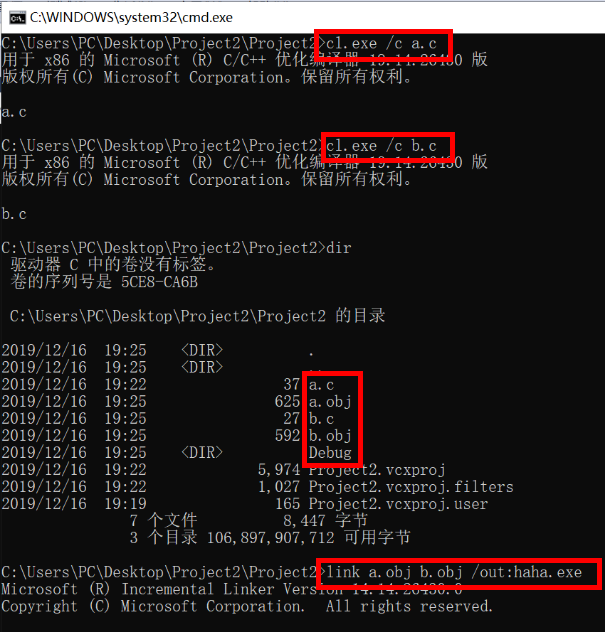 C:\WINDOWS\system32\cmd.exe
C:\Users\PC\Desktop\Project2\Project2>cl.exe /c a.c
用于 x86 的 Microsoft (R) C/C++ 优化编译器 19.14.26430 版
版权所有(C) Microsoft Corporation。保留所有权利。
a.c
C:\Users\PC\Desktop\Project2\Project2>cl.exe /c b.c
用于 x86 的 Microsoft (R) C/C++ 优化编译器 19.14.26430 版
版权所有(C) Microsoft Corporation。保留所有权利。
b.c
C:\Users\PC\Desktop\Project2\Project2>dir
驱动器 C 中的卷没有标签。
卷的序列号是 5CE8-CA6B
C:\Users\PC\Desktop\Project2\Project2 的目录
2019/12/16 19:25 <DIR> .
2019/12/16 19:25 <DIR> ..
2019/12/16 19:22 37 a.c
2019/12/16 19:25 625 a.obj
2019/12/16 19:22 27 b.c
2019/12/16 19:25 592 b.obj
2019/12/16 19:25 <DIR> Debug
2019/12/16 19:22 5,974 Project2.vcxproj
2019/12/16 19:22 1,027 Project2.vcxproj.filters
2019/12/16 19:19 165 Project2.vcxproj.user
7 个文件 8,447 字节
3 个目录 106,897,907,712 可用字节
C:\Users\PC\Desktop\Project2\Project2>link a.obj b.obj /out:haha.exe
Microsoft (R) Incremental Linker Version 14.14.26430.0
Copyright (C) Microsoft Corporation. All rights reserved.